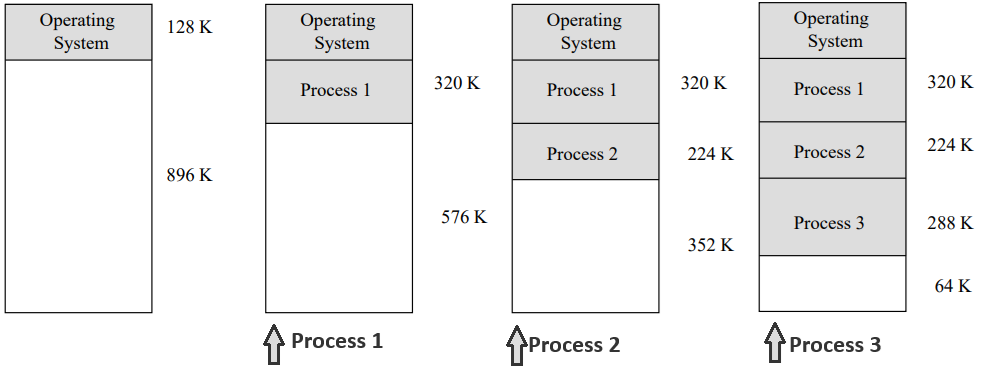 Operating
System
128 K
896 K
Operating
System
Process 1
320 K
576 K
Process 1
Operating
System
Process 1
320 K
Process 2
224 K
352 K
Process 2
Operating
System
Process 1
320 K
Process 2
224 K
Process 3
288 K
64 K
Process 3